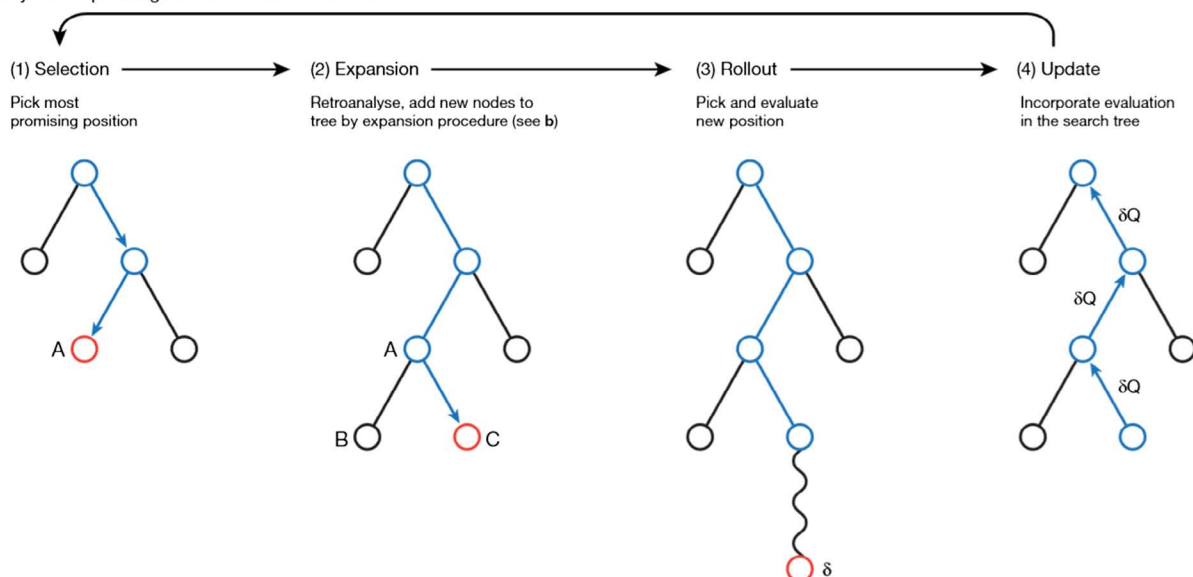 (1) Selection
Pick most
promising position
(2) Expansion
Retroanalyse, add new nodes to
tree by expansion procedure (see b)
(3) Rollout
Pick and evaluate
new position
(4) Update
Incorporate evaluation
in the search tree
A
A
B
C
δ
δQ
δQ
δQ